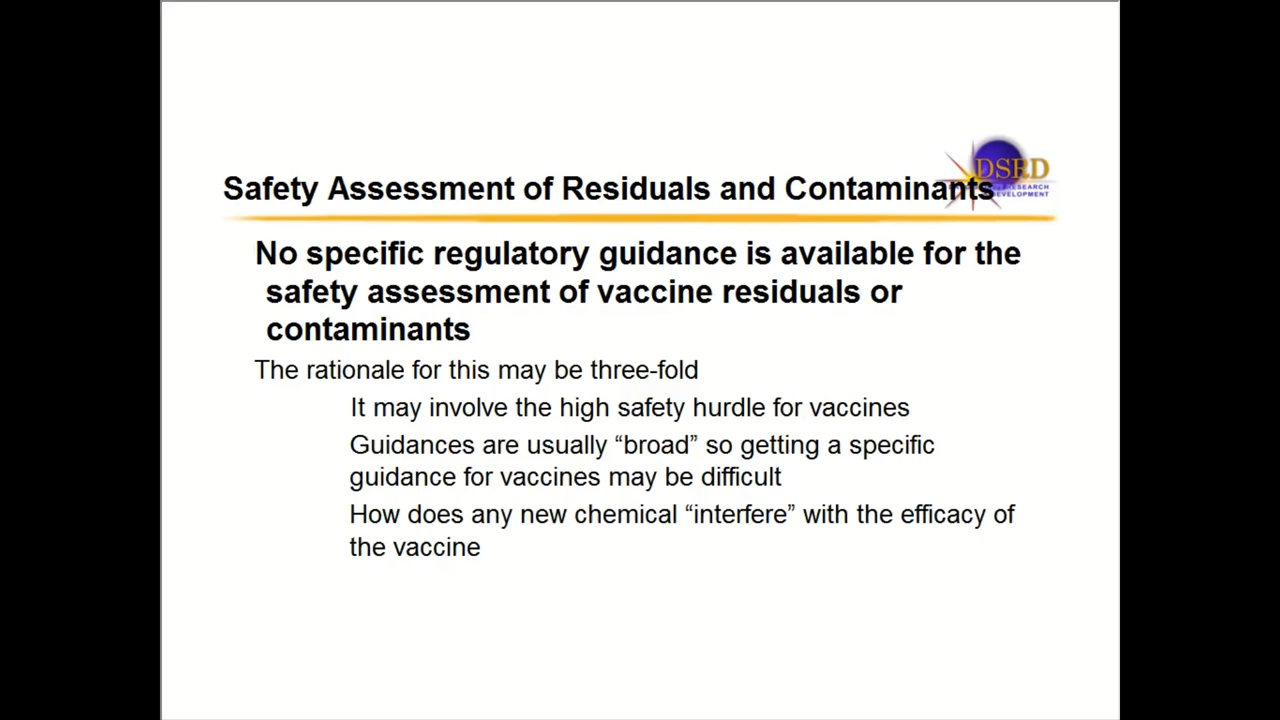 DSRD
Safety Assessment of Residuals and Contaminants
RESEARCH
DEVELOPMENT
No specific regulatory guidance is available for the
safety assessment of vaccine residuals or
contaminants
The rationale for this may be three-fold
It may involve the high safety hurdle for vaccines
Guidances are usually “broad” so getting a specific
guidance for vaccines may be difficult
How does any new chemical “interfere” with the efficacy of
the vaccine